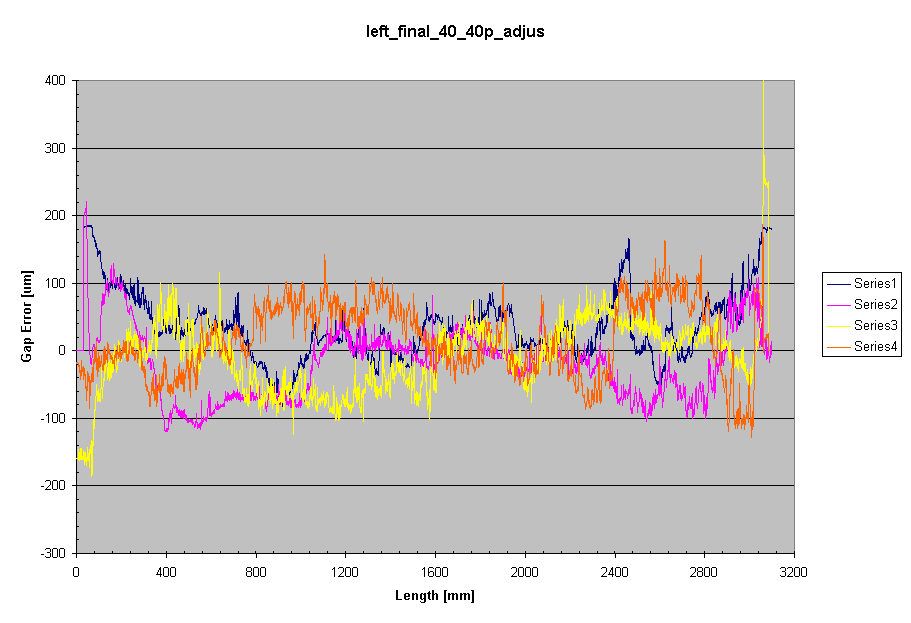 left_final_40_40p_adjus
400
300
200
100
0
-100
-200
-300
Gap Error [um]
0 400 800 1200 1600 2000 2400 2800 3200
Length [mm]
Series1
Series2
Series3
Series4